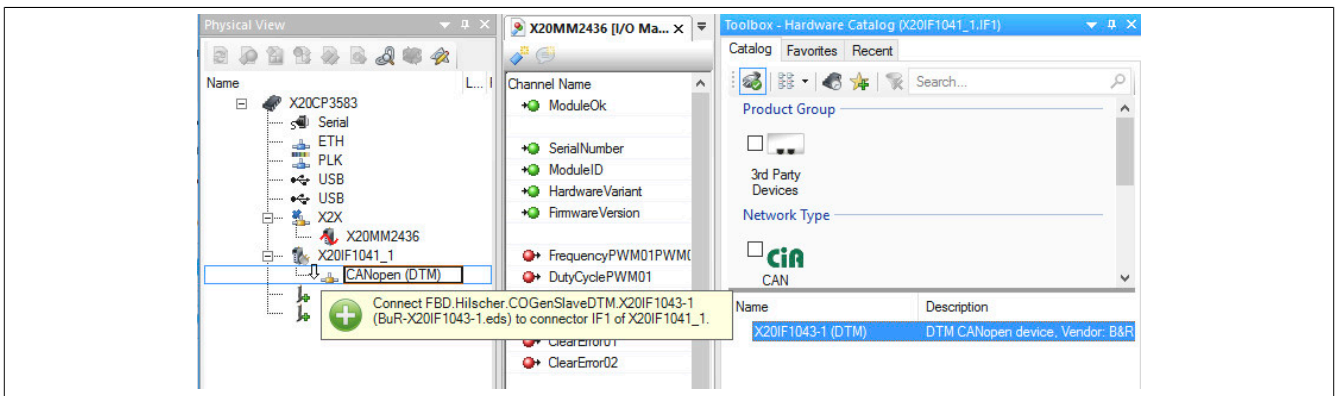 Physical View
Name
L...
X20CP3583
Serial
ETH
PLK
USB
USB
X2X
X20MM2436
X20IF1041_1
CANopen (DTM)
Connect FBD.Hilscher.COGenSlaveDTM.X20IF1043-1
(BuR-X20IF1043-1.eds) to connector IF1 of X20IF1041_1.
X20MM2436 [I/O Ma... x
Channel Name
ModuleOk
SerialNumber
ModuleID
HardwareVariant
FirmwareVersion
FrequencyPWM01PWM
DutyCyclePWM01
ClearError01
ClearError02
Toolbox - Hardware Catalog (X20IF1041_1.IF1)
Catalog Favorites Recent
Search...
Product Group
3rd Party
Devices
Network Type
CiA
CAN
Name Description
X20IF1043-1 (DTM) DTM CANopen device, Vendor: B&R